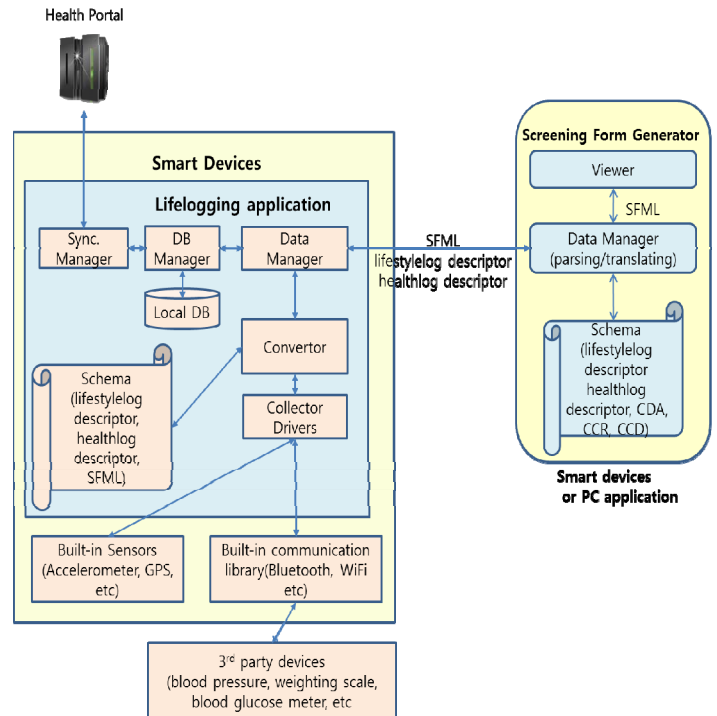 Health Portal
Smart Devices
Lifelogging application
Sync.
Manager
DB
Manager
Data
Manager
Local DB
Convertor
Schema
(lifestylelog
descriptor,
healthlog
descriptor,
SFML)
Collector
Drivers
Built-in Sensors
(Accelerometer, GPS,
etc)
Built-in communication
library(Bluetooth, WiFi
etc)
3rd party devices
(blood pressure, weighting scale,
blood glucose meter, etc
SFML
lifestylelog descriptor
healthlog descriptor
Screening Form Generator
Viewer
SFML
Data Manager
(parsing/translating)
Schema
(lifestylelog
descriptor
healthlog
descriptor, CDA,
CCR, CCD)
Smart devices
or PC application